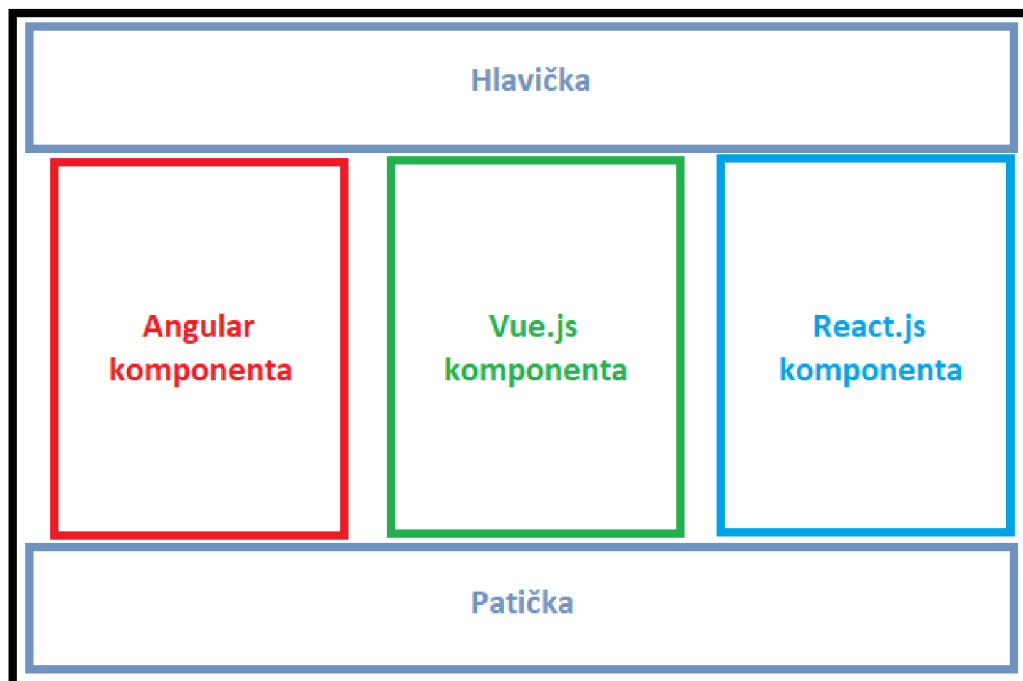 Hlavička
Angular
komponenta
Vue.js
komponenta
React.js
komponenta
Patička